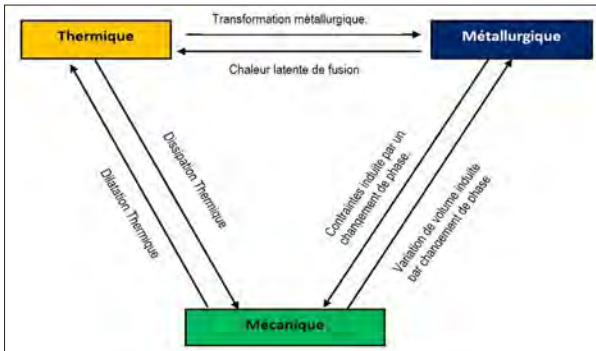 Transformation métallurgique.
Thermique
Métallurgique
Chaleur latente de fusion
Dissipation Thermique
Dilatation Thermique
Contraintes induite par un
changement de phase.
Variation de volume induite
par changement de phase
Mécanique